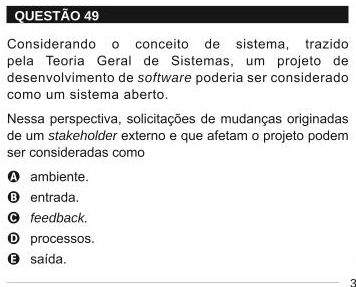 QUESTÃO 49
Considerando o conceito de sistema, trazido
pela Teoria Geral de Sistemas, um projeto de
desenvolvimento de software poderia ser considerado
como um sistema aberto.
Nessa perspectiva, solicitações de mudanças originadas
de um stakeholder externo e que afetam o projeto podem
ser consideradas como
A ambiente.
B entrada.
C feedback.
D processos.
E saída.
3